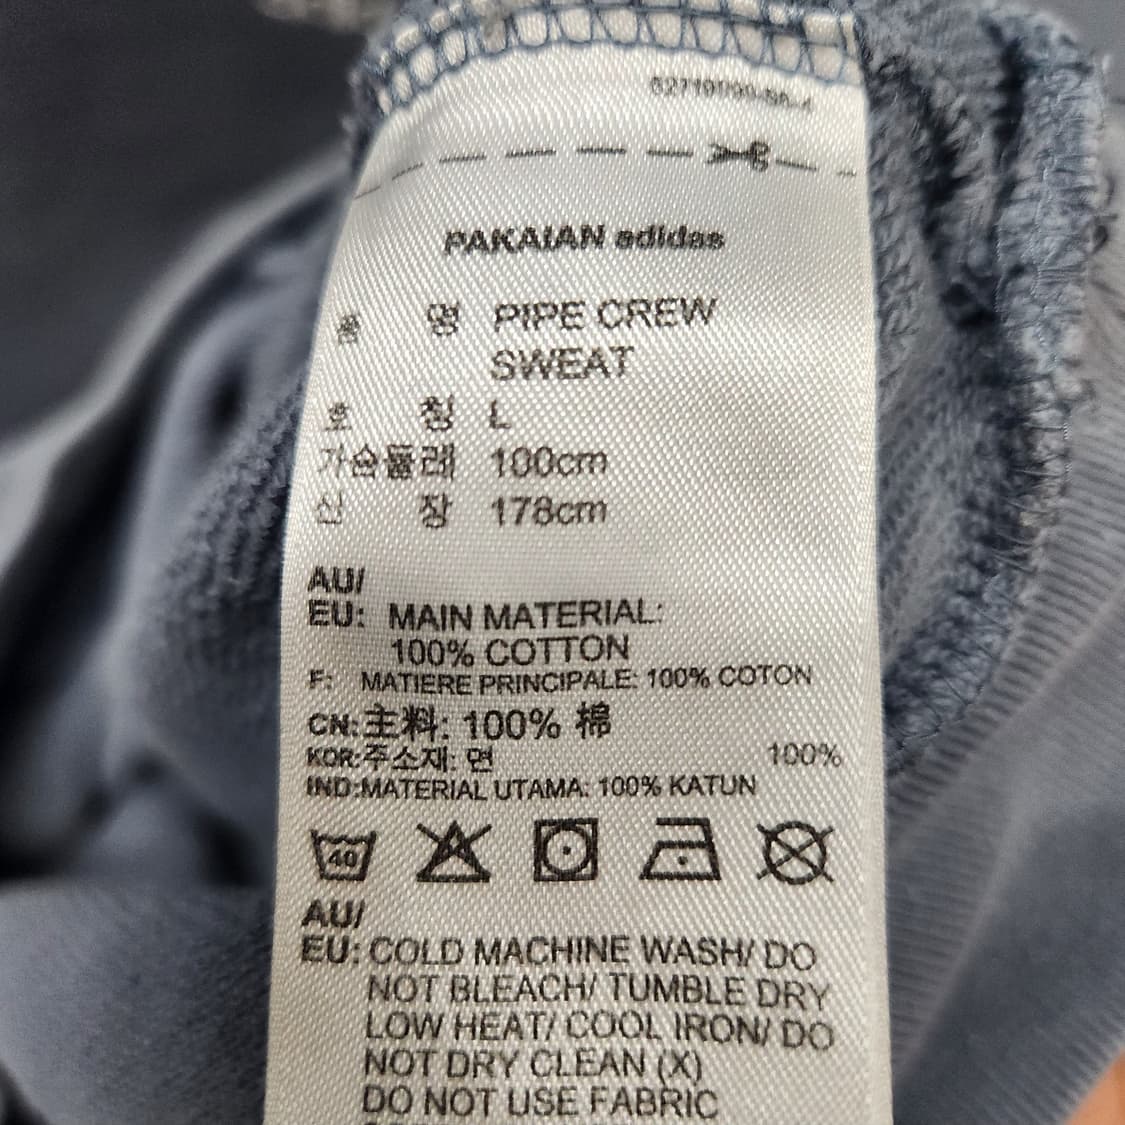 PAKAIAN adidas
품 명 PIPE CREW
SWEAT
호 칭 L
가슴둘레 100cm
신 장 178cm
AU/
EU: MAIN MATERIAL:
100% COTTON
F: MATIERE PRINCIPALE: 100% COTON
CN:主料: 100% 棉
KOR:주소재: 면 100%
IND:MATERIAL UTAMA: 100% KATUN
40
AU/
EU: COLD MACHINE WASH/ DO
NOT BLEACH/ TUMBLE DRY
LOW HEAT/ COOL IRON/ DO
NOT DRY CLEAN (X)
DO NOT USE FABRIC